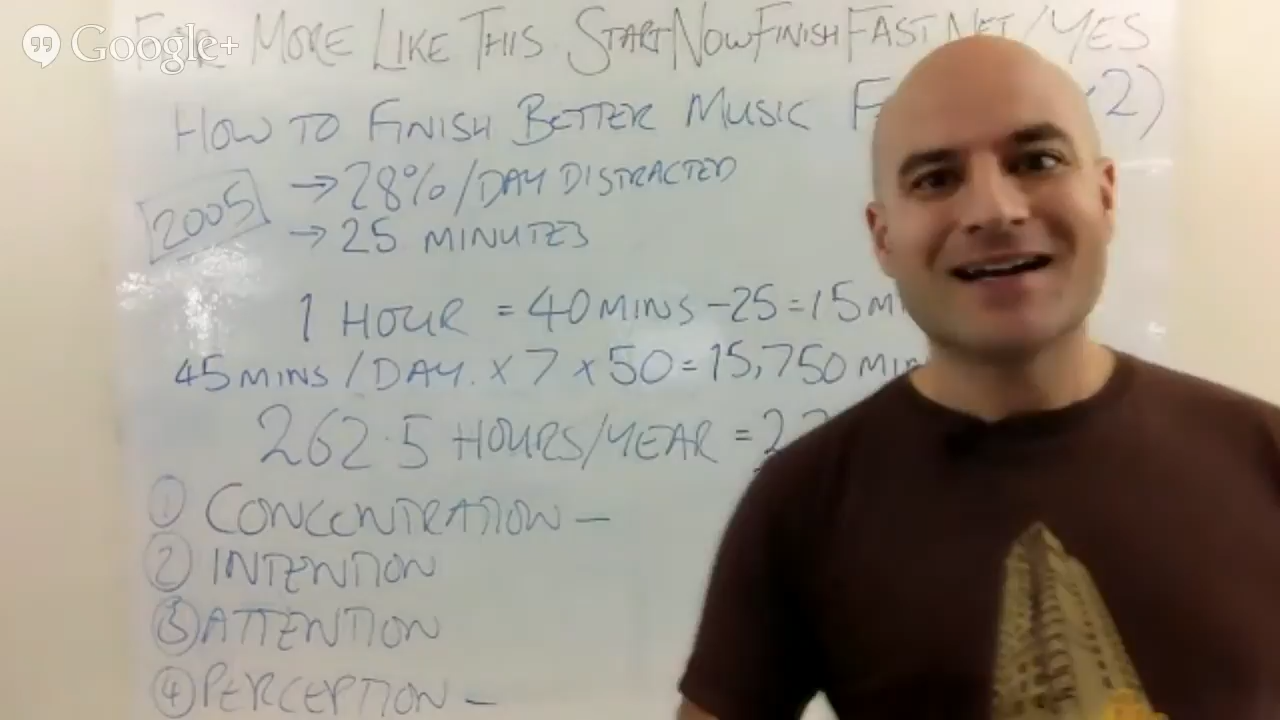 Google+
FOR MORE LIKE THIS STARTNOWFINISHFAST.NET/YES
HOW TO FINISH BETTER MUSIC 2)
2005 → 28%/DAY DISTRACTED
→ 25 MINUTES
1 HOUR = 40 MINS - 25 = 15 M
45 MINS/DAY. x 7 x 50 = 15,750 MIN
262.5 HOURS/YEAR =
① CONCENTRATION -
② INTENTION
③ ATTENTION
④ PERCEPTION -